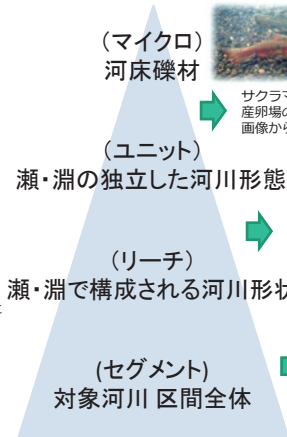 （マイクロ）
河床礫材
サクラマ
産卵場の
画像から
（ユニット）
瀬・淵の独立した河川形態
（リーチ）
瀬・淵で構成される河川形状
（セグメント）
対象河川 区間全体